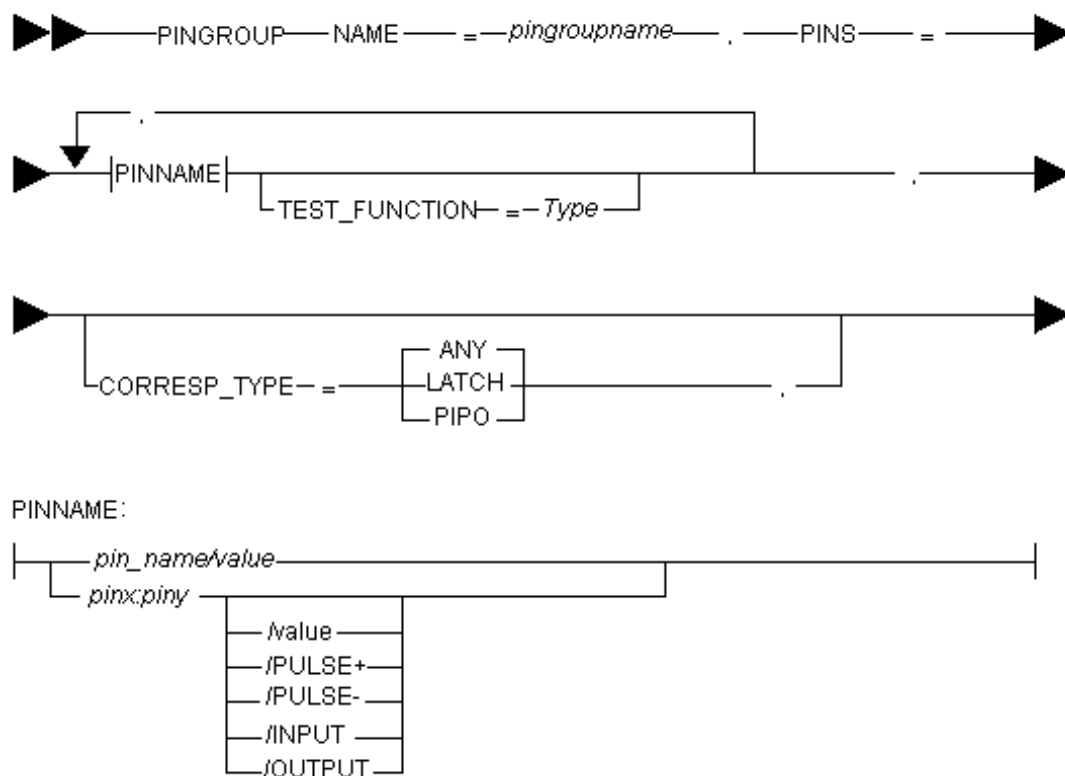 PINGROUP NAME = pingroupname , PINS =
,
PINNAME ,
TEST_FUNCTION = Type
ANY
CORRESP_TYPE = LATCH ,
PIPO
PINNAME:
pin_name/value
pinx:piny
/value
/PULSE+
/PULSE-
/INPUT
/OUTPUT